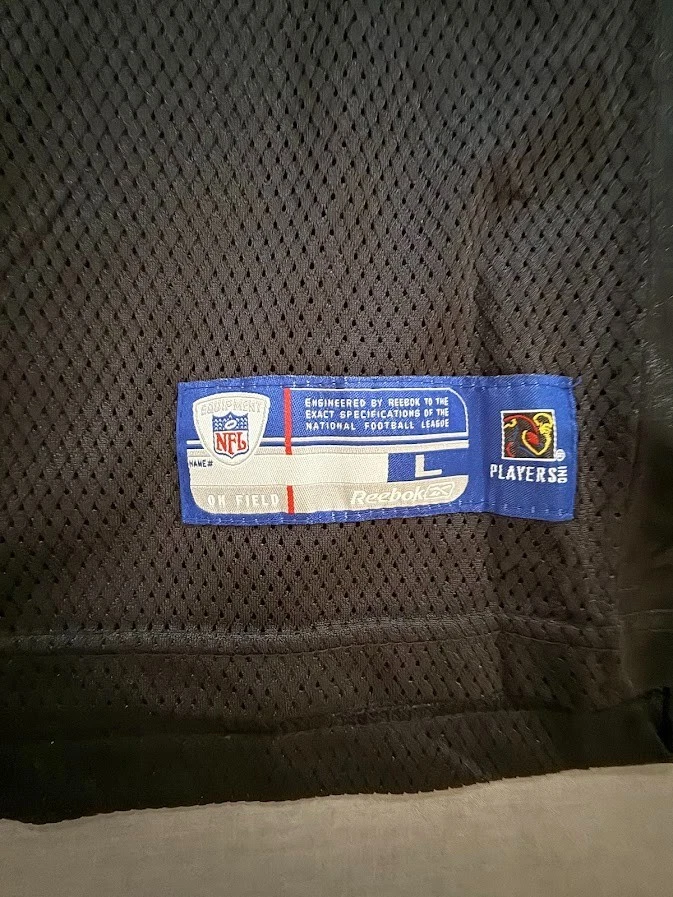 EQUIPMENT
NFL
ENGINEERED BY REEBOK TO THE
EXACT SPECIFICATIONS OF THE
NATIONAL FOOTBALL LEAGUE
NAME#
L
ON FIELD
Reebok
®
PLAYERS INC